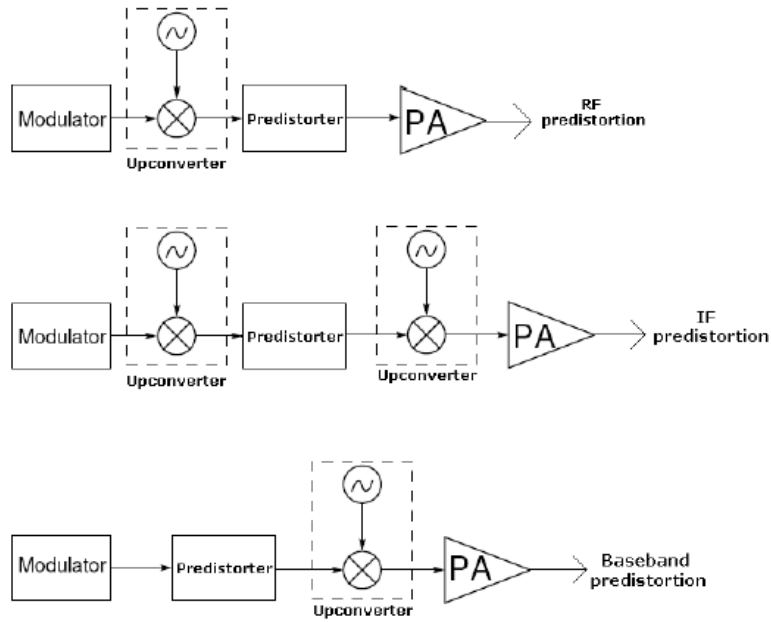 Modulator
Upconverter
Predistorter
PA
RF
predistortion
Modulator
Upconverter
Predistorter
Upconverter
PA
IF
predistortion
Modulator
Predistorter
Upconverter
PA
Baseband
predistortion